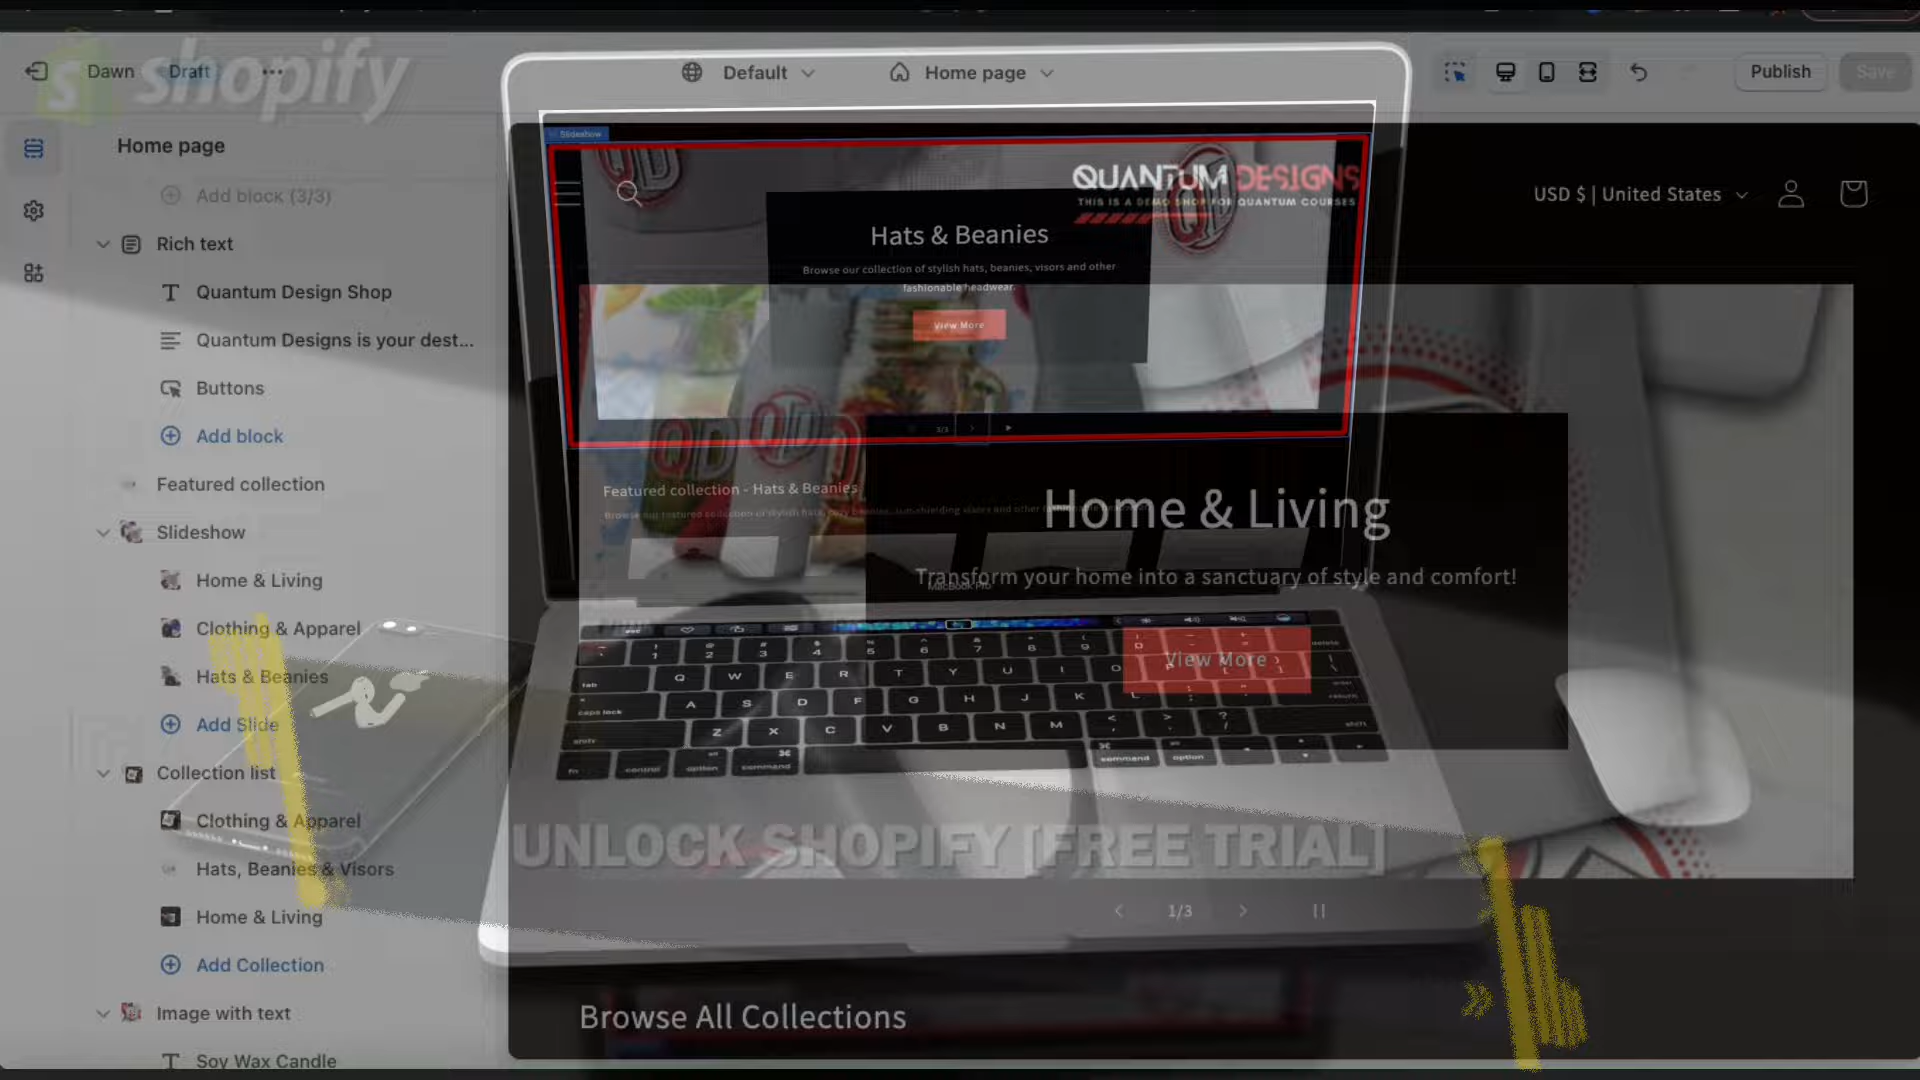 shopify
Dawn
Draft
Default
Home page
Publish
Save
Home page
Add block (3/3)
Rich text
Quantum Design Shop
Quantum Designs is your dest...
Buttons
Add block
Featured collection
Slideshow
Home & Living
Clothing & Apparel
Hats & Beanies
Add Slide
Collection list
Clothing & Apparel
Hats, Beanies & Visors
Home & Living
Add Collection
Image with text
Soy Wax Candle
Slideshow
QUANTUM DESIGNS
THIS IS A DEMO SHOP FOR QUANTUM COURSES
USD $ | United States
Hats & Beanies
Browse our collection of stylish hats, beanies, visors and other
fashionable headwear.
View More
3/3
Featured collection - Hats & Beanies
Home & Living
Transform your home into a sanctuary of style and comfort!
MacBook Pro
View More
UNLOCK SHOPIFY [FREE TRIAL]
1/3
Browse All Collections